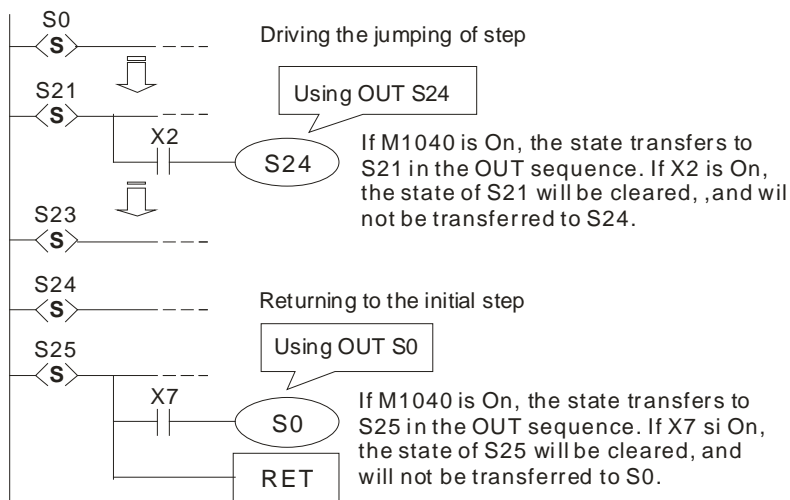 S0
S
Driving the jumping of step
S21
S
Using OUT S24
X2
S24
If M1040 is On, the state transfers to
S21 in the OUT sequence. If X2 is On,
the state of S21 will be cleared, ,and wil
not be transferred to S24.
S23
S
S24
S
Returning to the initial step
S25
S
Using OUT S0
X7
S0
If M1040 is On, the state transfers to
S25 in the OUT sequence. If X7 si On,
the state of S25 will be cleared, and
will not be transferred to S0.
RET